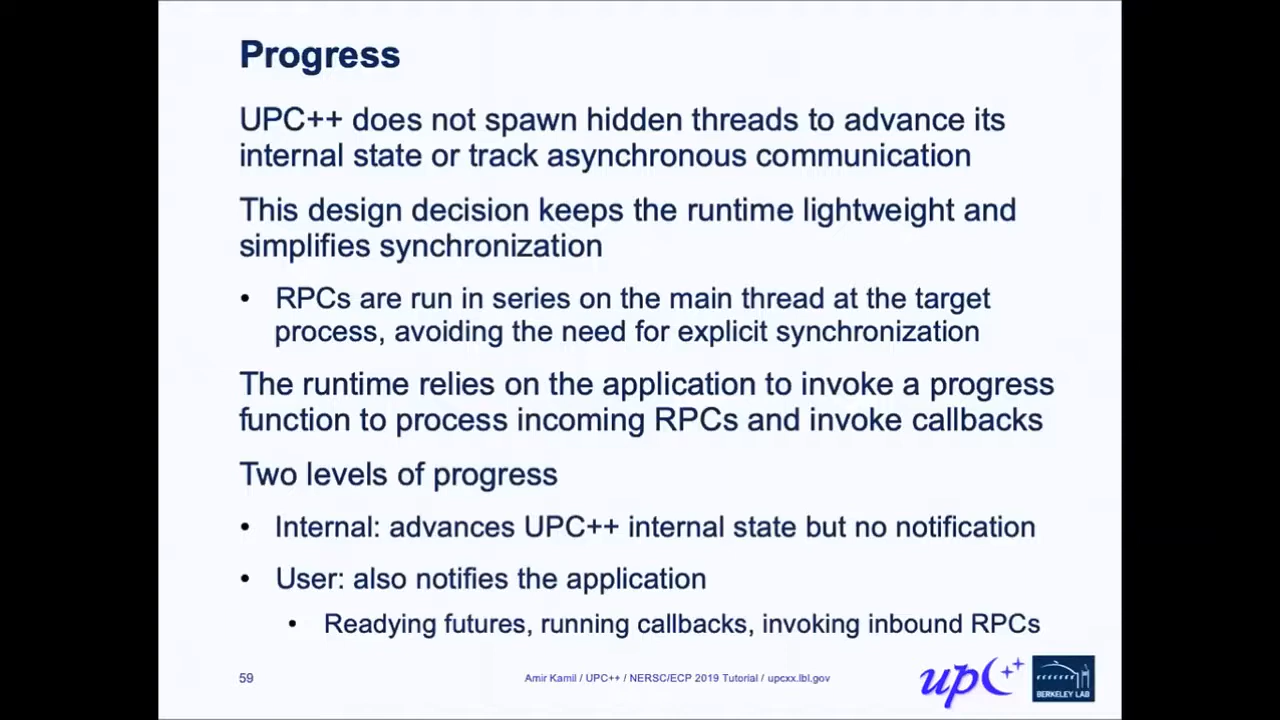 Progress
UPC++ does not spawn hidden threads to advance its
internal state or track asynchronous communication
This design decision keeps the runtime lightweight and
simplifies synchronization
• RPCs are run in series on the main thread at the target
process, avoiding the need for explicit synchronization
The runtime relies on the application to invoke a progress
function to process incoming RPCs and invoke callbacks
Two levels of progress
• Internal: advances UPC++ internal state but no notification
• User: also notifies the application
• Readying futures, running callbacks, invoking inbound RPCs
59
Amir Kamil / UPC++ / NERSC/ECP 2019 Tutorial / upcxx.lbl.gov
upc++
BERKELEY LAB